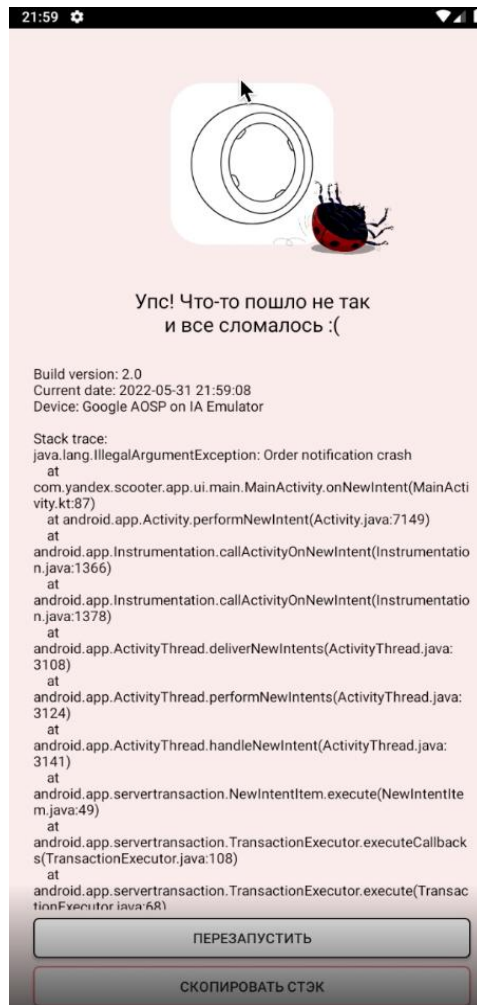 21:59
Упс! Что-то пошло не так
и все сломалось :(
Build version: 2.0
Current date: 2022-05-31 21:59:08
Device: Google AOSP on IA Emulator
Stack trace:
java.lang.IllegalArgumentException: Order notification crash
at
com.yandex.scooter.app.ui.main.MainActivity.onNewIntent(MainActi
vity.kt:87)
at android.app.Activity.performNewIntent(Activity.java:7149)
at
android.app.Instrumentation.callActivityOnNewIntent(Instrumentatio
n.java:1366)
at
android.app.Instrumentation.callActivityOnNewIntent(Instrumentatio
n.java:1378)
at
android.app.ActivityThread.deliverNewIntents(ActivityThread.java:
3108)
at
android.app.ActivityThread.performNewIntents(ActivityThread.java:
3124)
at
android.app.ActivityThread.handleNewIntent(ActivityThread.java:
3141)
at
android.app.servertransaction.NewIntentItem.execute(NewIntentIte
m.java:49)
at
android.app.servertransaction.TransactionExecutor.executeCallback
s(TransactionExecutor.java:108)
at
android.app.servertransaction.TransactionExecutor.execute(Transac
tionExecutor.java:68)
ПЕРЕЗАПУСТИТЬ
СКОПИРОВАТЬ СТЭК